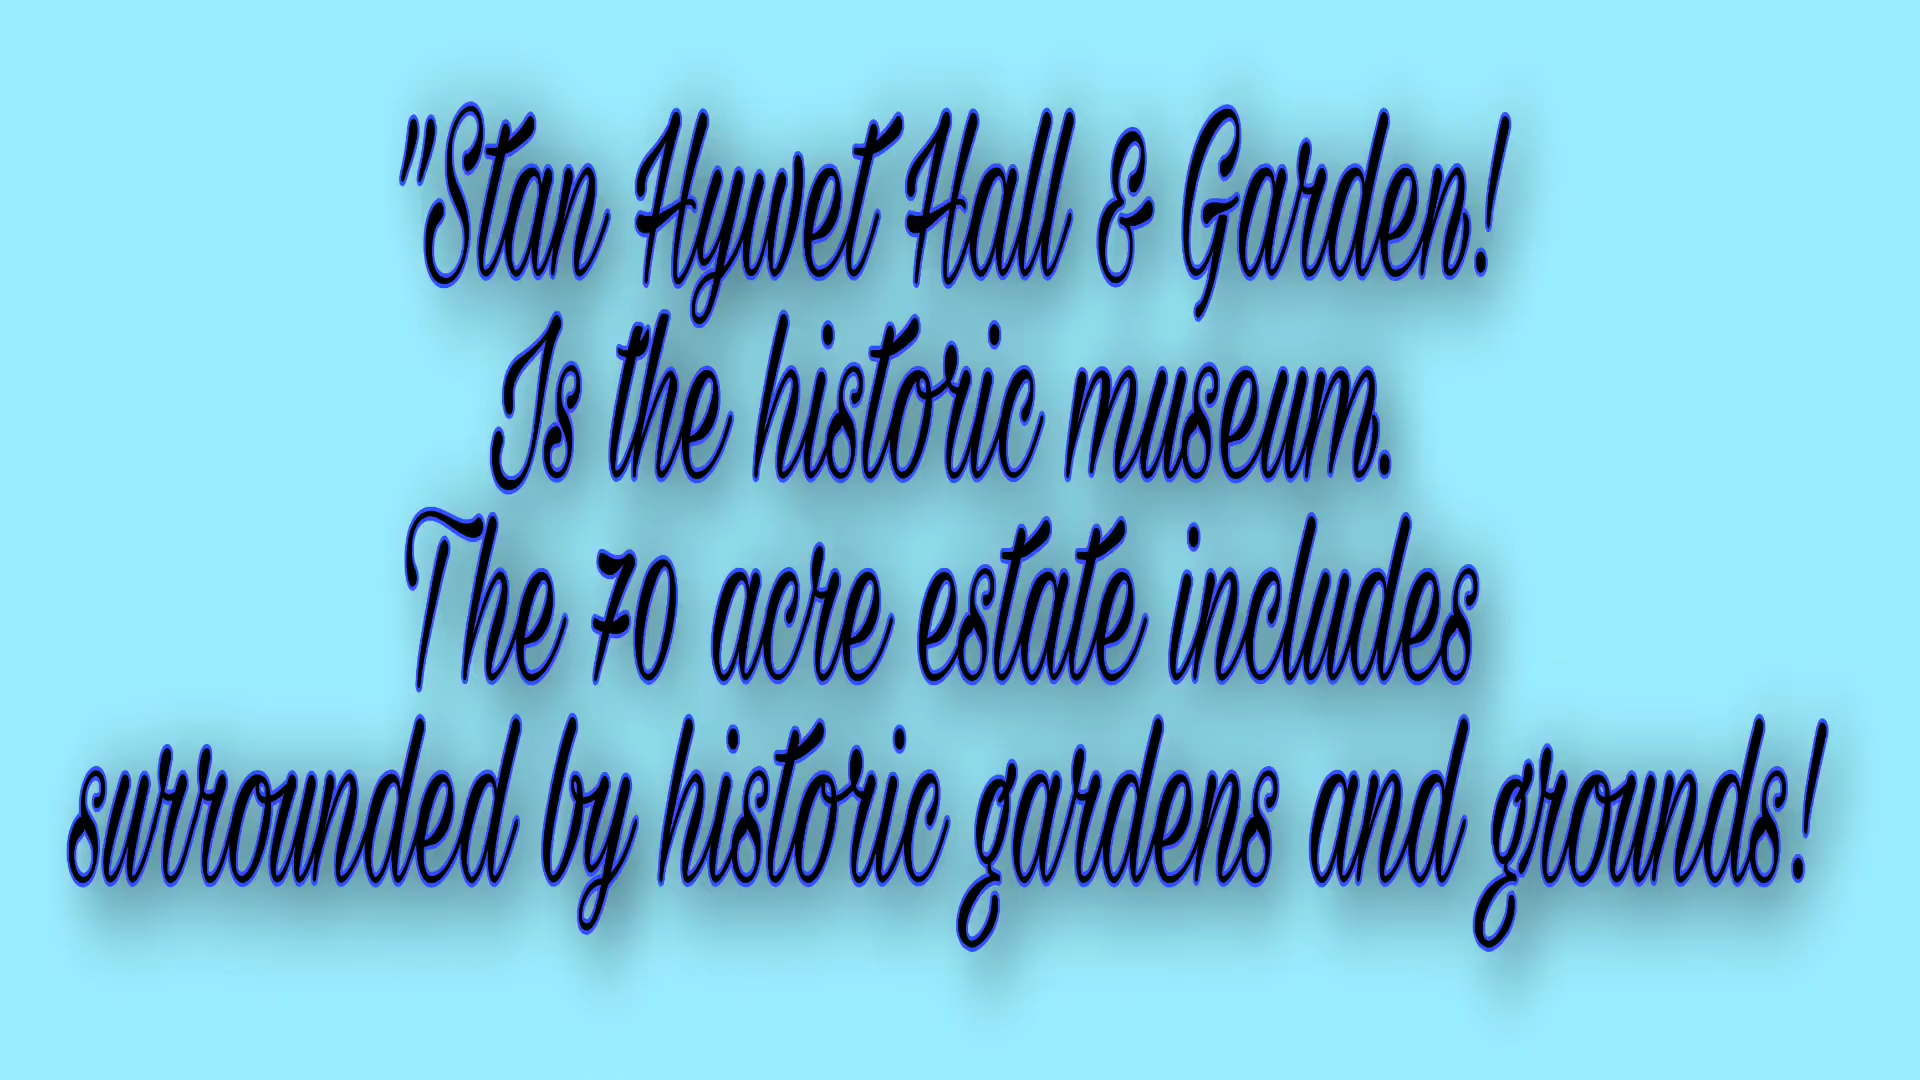 "Stan Hywet Hall & Garden!
Is the historic museum.
The 70 acre estate includes
surrounded by historic gardens and grounds!